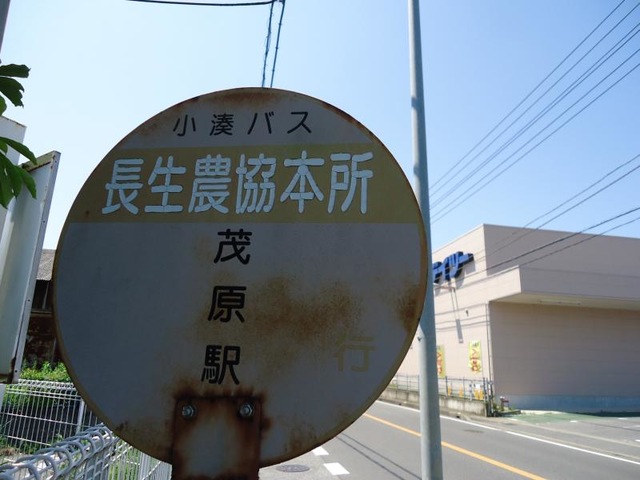 小湊バス
長生農協本所
茂原駅
行